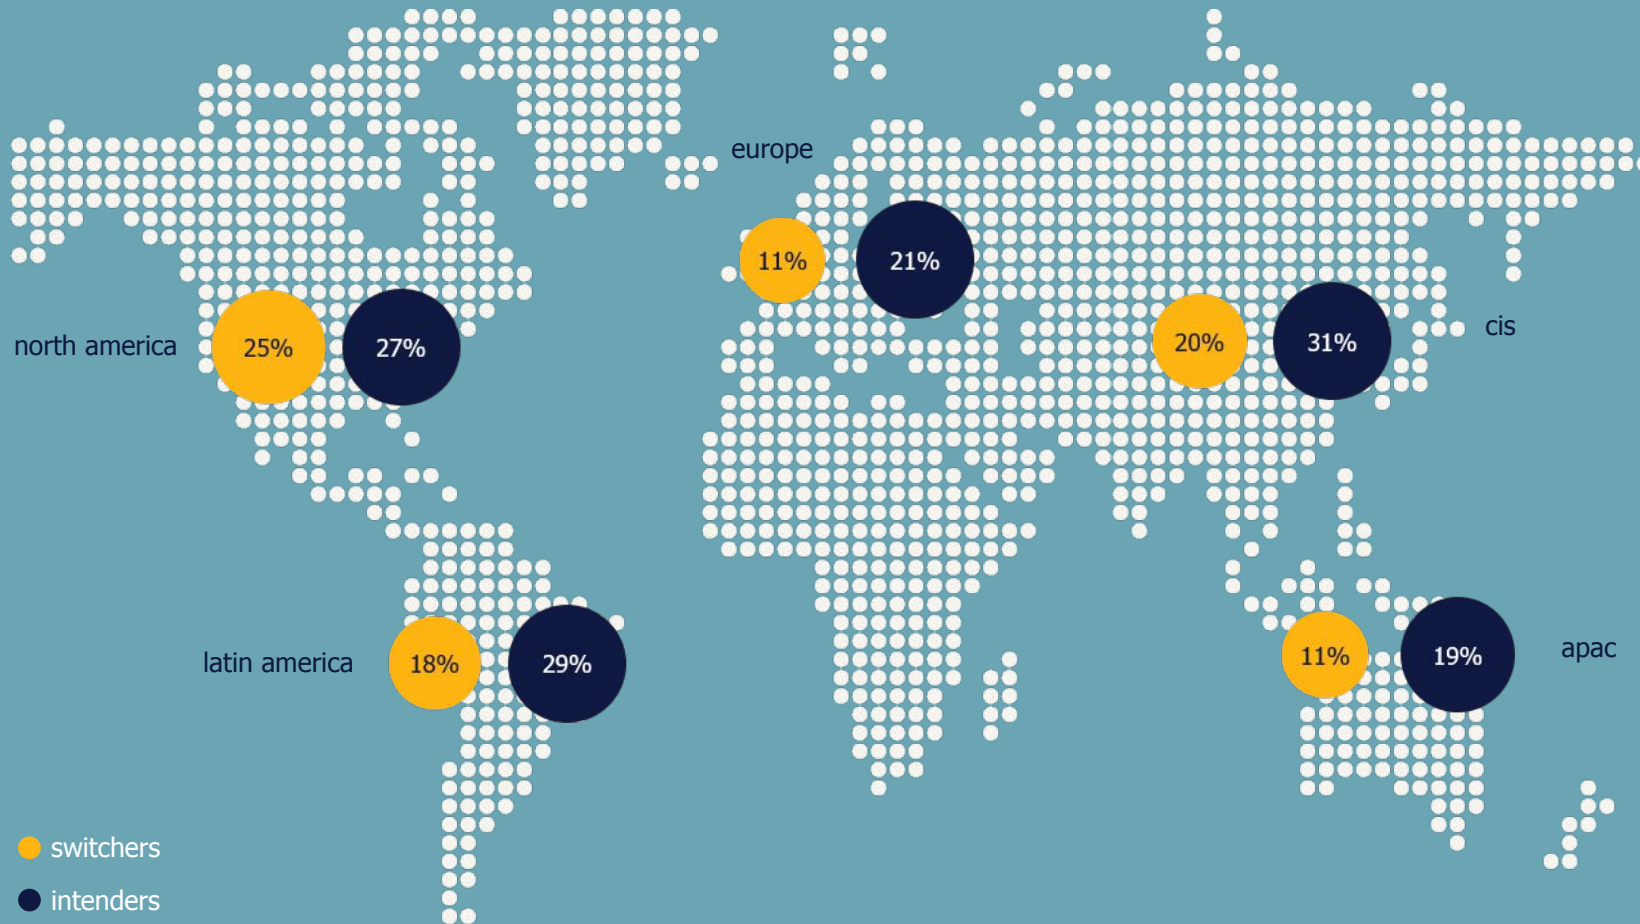 europe
11%
21%
north america
25%
27%
20%
31%
cis
latin america
18%
29%
11%
19%
apac
switchers
intenders